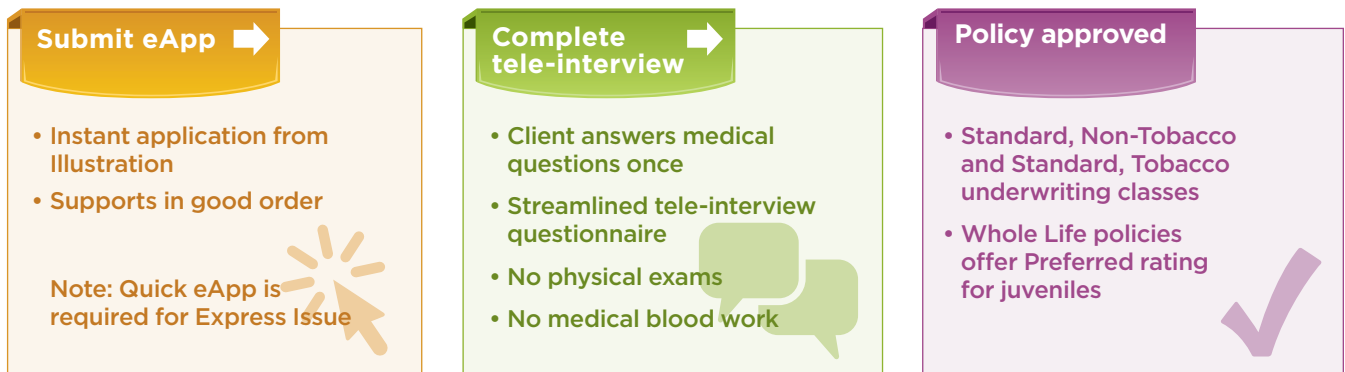 Submit eApp
• Instant application from
Illustration
• Supports in good order
Note: Quick eApp is
required for Express Issue
Complete
tele-interview
• Client answers medical
questions once
• Streamlined tele-interview
questionnaire
• No physical exams
• No medical blood work
Policy approved
• Standard, Non-Tobacco
and Standard, Tobacco
underwriting classes
• Whole Life policies
offer Preferred rating
for juveniles